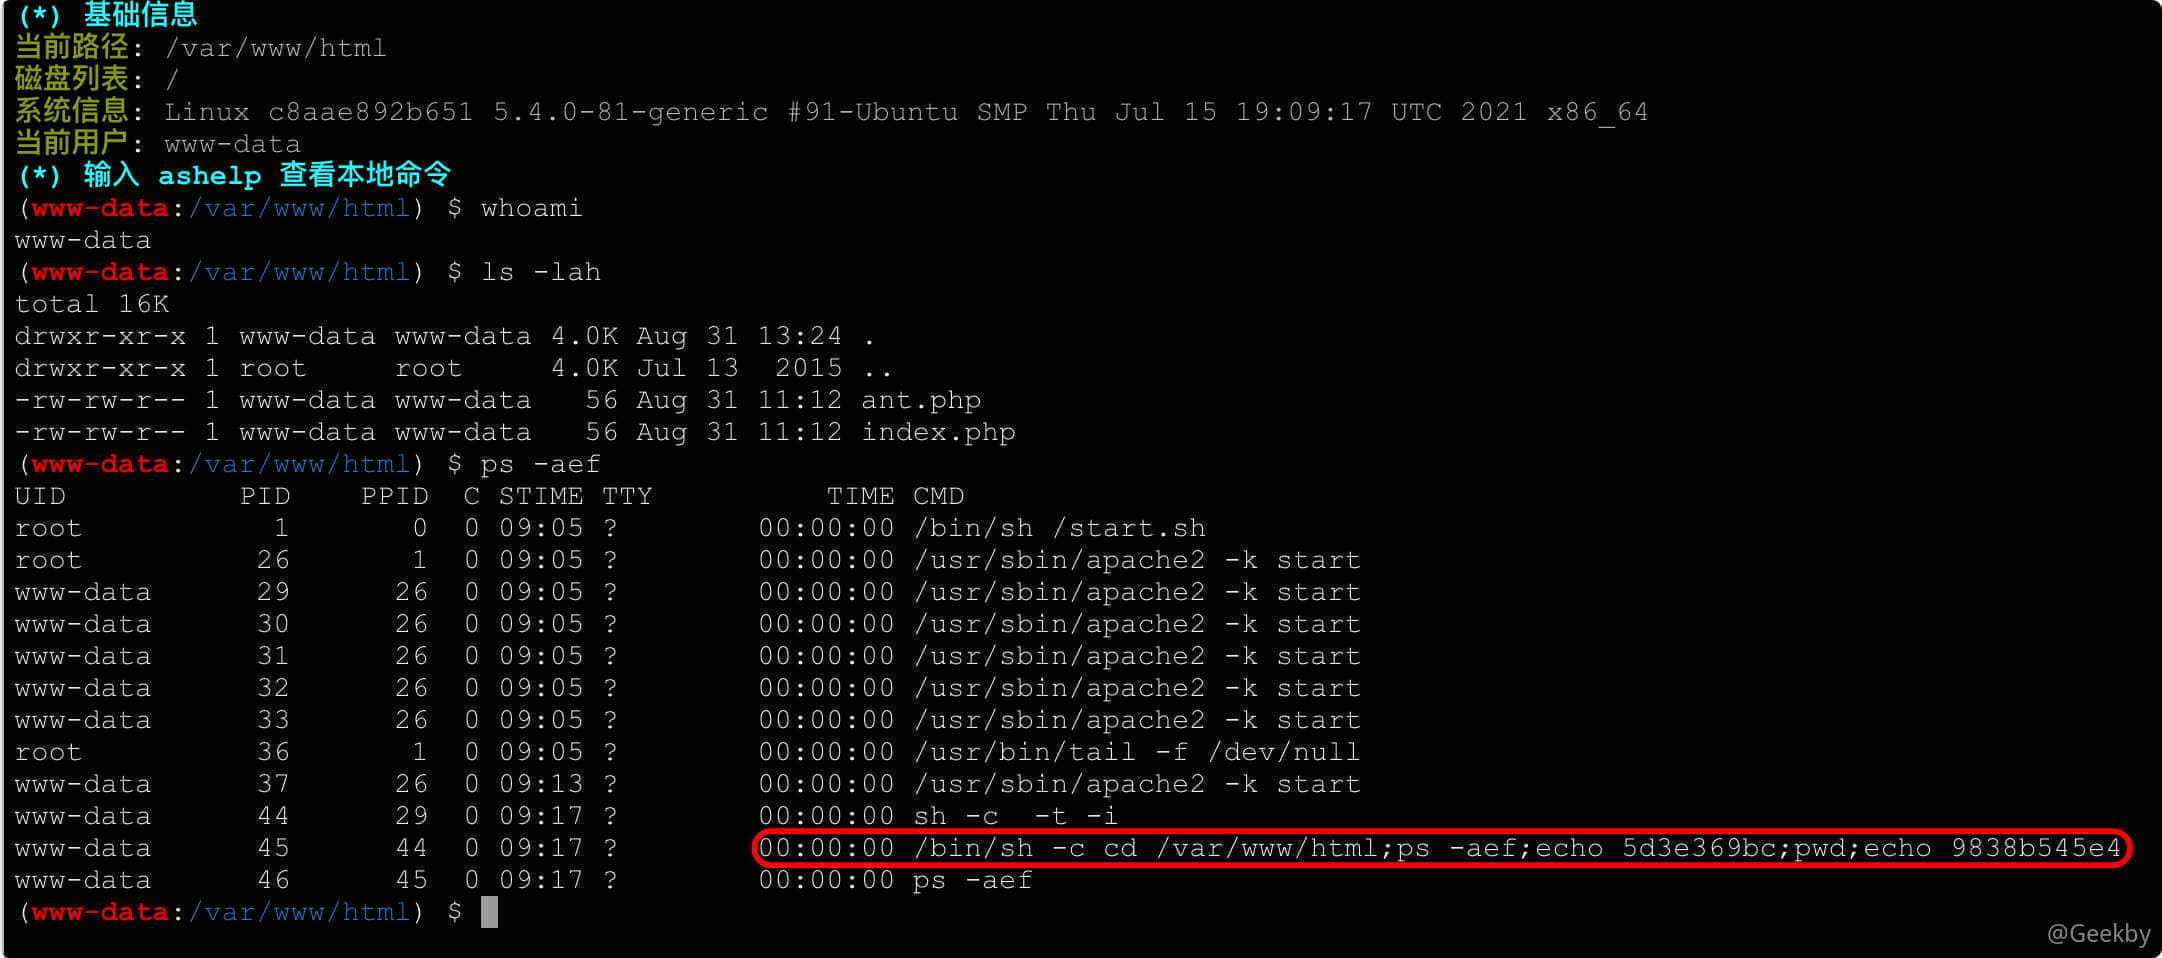 (*) 基础信息
当前路径: /var/www/html
磁盘列表: /
系统信息: Linux c8aae892b651 5.4.0-81-generic #91-Ubuntu SMP Thu Jul 15 19:09:17 UTC 2021 x86_64
当前用户: www-data
(*) 输入 ashelp 查看本地命令
(www-data:/var/www/html) $ whoami
www-data
(www-data:/var/www/html) $ ls -lah
total 16K
drwxr-xr-x 1 www-data www-data 4.0K Aug 31 13:24 .
drwxr-xr-x 1 root     root     4.0K Jul 13  2015 ..
-rw-rw-r-- 1 www-data www-data   56 Aug 31 11:12 ant.php
-rw-rw-r-- 1 www-data www-data   56 Aug 31 11:12 index.php
(www-data:/var/www/html) $ ps -aef
UID          PID    PPID  C STIME TTY          TIME CMD
root           1       0  0 09:05 ?        00:00:00 /bin/sh /start.sh
root          26       1  0 09:05 ?        00:00:00 /usr/sbin/apache2 -k start
www-data      29      26  0 09:05 ?        00:00:00 /usr/sbin/apache2 -k start
www-data      30      26  0 09:05 ?        00:00:00 /usr/sbin/apache2 -k start
www-data      31      26  0 09:05 ?        00:00:00 /usr/sbin/apache2 -k start
www-data      32      26  0 09:05 ?        00:00:00 /usr/sbin/apache2 -k start
www-data      33      26  0 09:05 ?        00:00:00 /usr/sbin/apache2 -k start
root          36       1  0 09:05 ?        00:00:00 /usr/bin/tail -f /dev/null
www-data      37      26  0 09:13 ?        00:00:00 /usr/sbin/apache2 -k start
www-data      44      29  0 09:17 ?        00:00:00 sh -c  -t -i
www-data      45      44  0 09:17 ?        00:00:00 /bin/sh -c cd /var/www/html;ps -aef;echo 5d3e369bc;pwd;echo 9838b545e4
www-data      46      45  0 09:17 ?        00:00:00 ps -aef
(www-data:/var/www/html) $
@Geekby